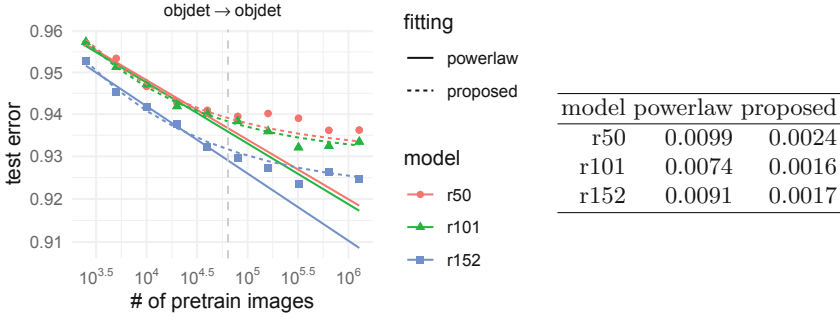 objdet → objdet
test error
0.96
0.95
0.94
0.93
0.92
0.91
10^3.5 10^4 10^4.5 10^5 10^5.5 10^6
# of pretrain images
fitting
powerlaw
proposed
model
r50
r101
r152
model powerlaw proposed
r50 0.0099 0.0024
r101 0.0074 0.0016
r152 0.0091 0.0017